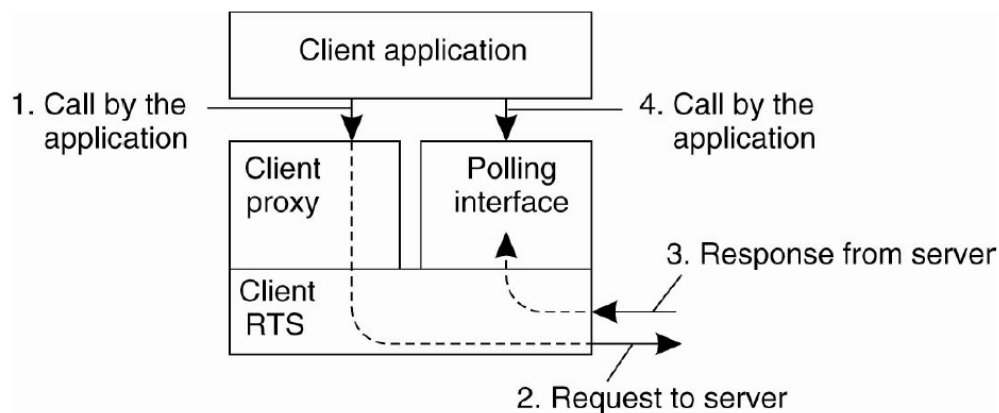 Client application
1. Call by the
application
4. Call by the
application
Client
proxy
Polling
interface
3. Response from server
Client
RTS
2. Request to server